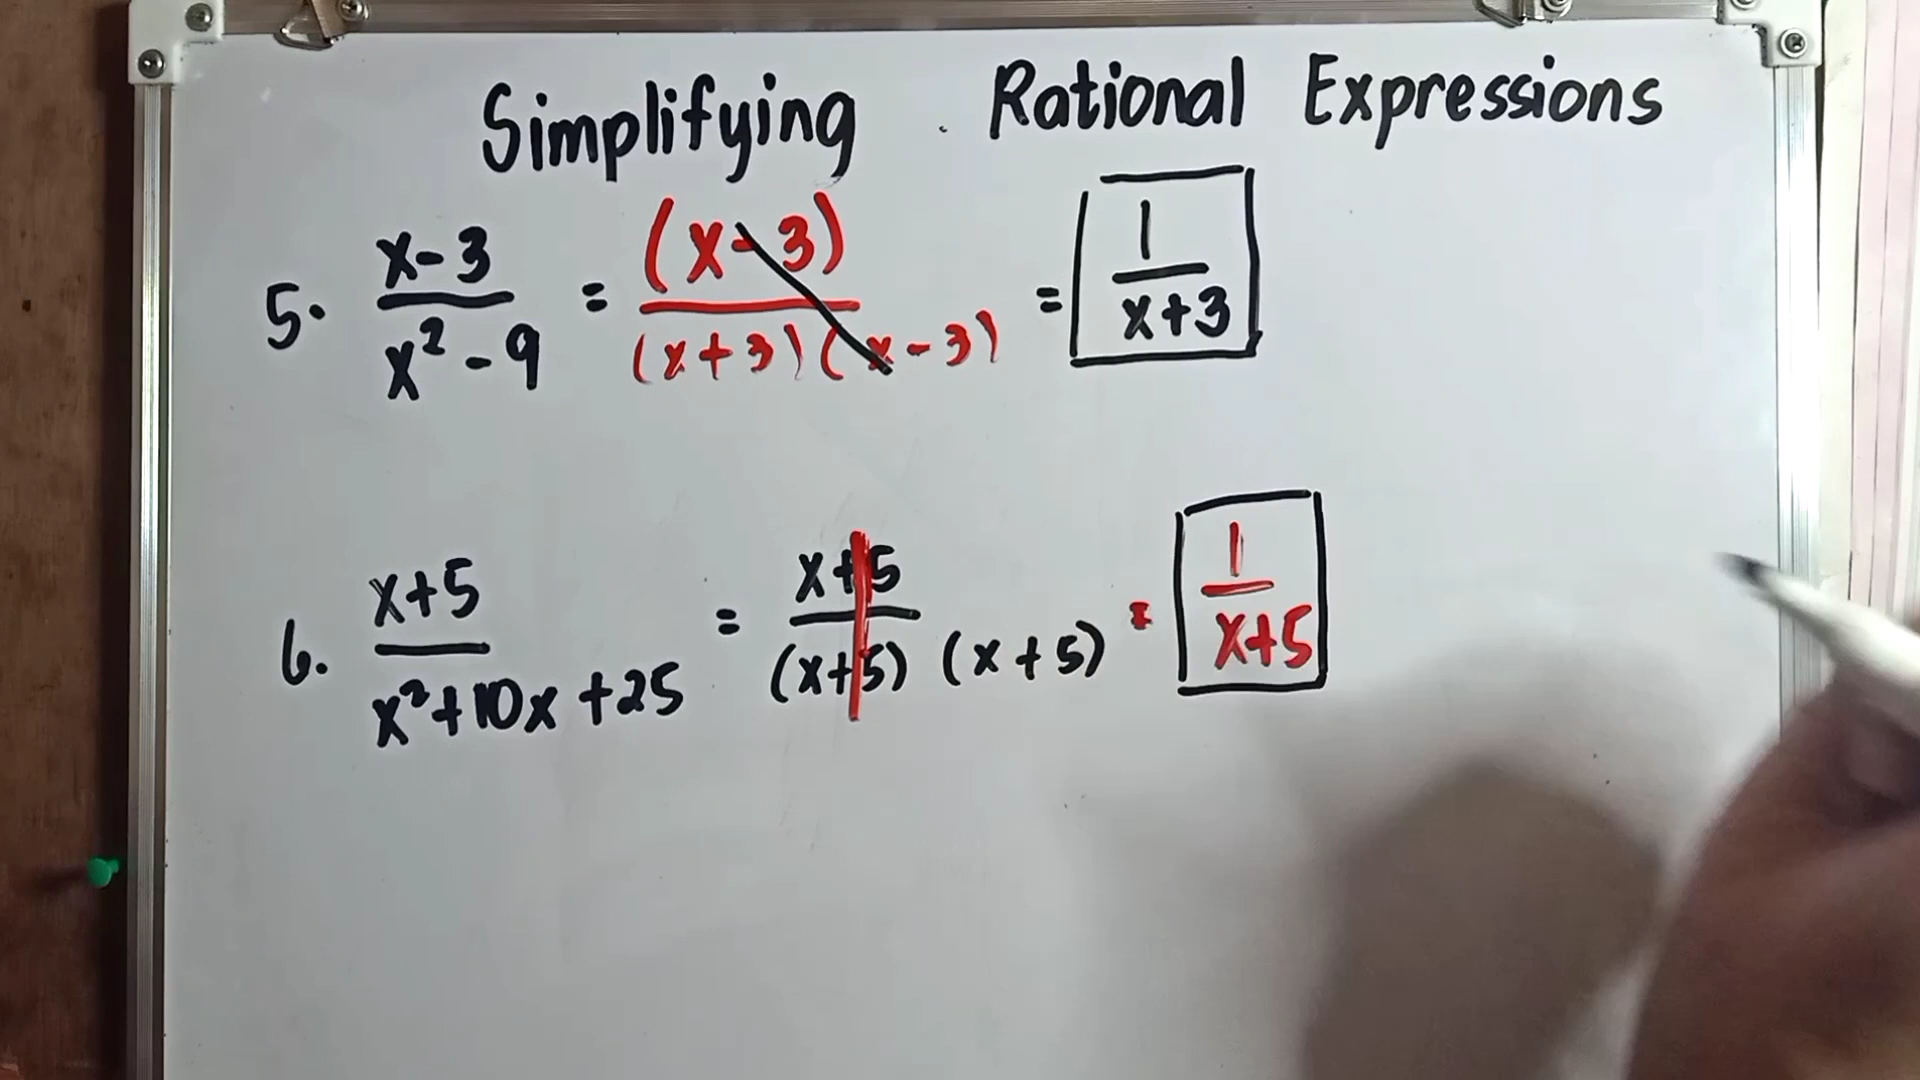 Simplifying Rational Expressions
5. x-3 / x² - 9 = (x-3) / (x+3)(x-3) = 1 / x+3
6. x+5 / x²+10x+25 = x+5 / (x+5)(x+5) = 1 / x+5